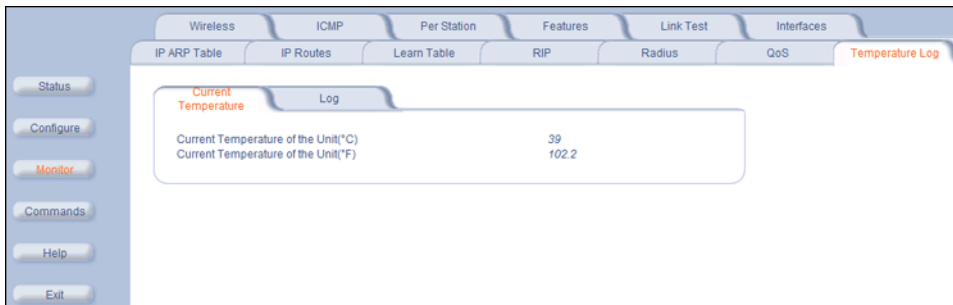 Wireless ICMP Per Station Features Link Test Interfaces
IP ARP Table IP Routes Learn Table RIP Radius QoS Temperature Log
Status
Configure
Monitor
Commands
Help
Exit
Current Temperature
Log
Current Temperature of the Unit(°C) 39
Current Temperature of the Unit(°F) 102.2